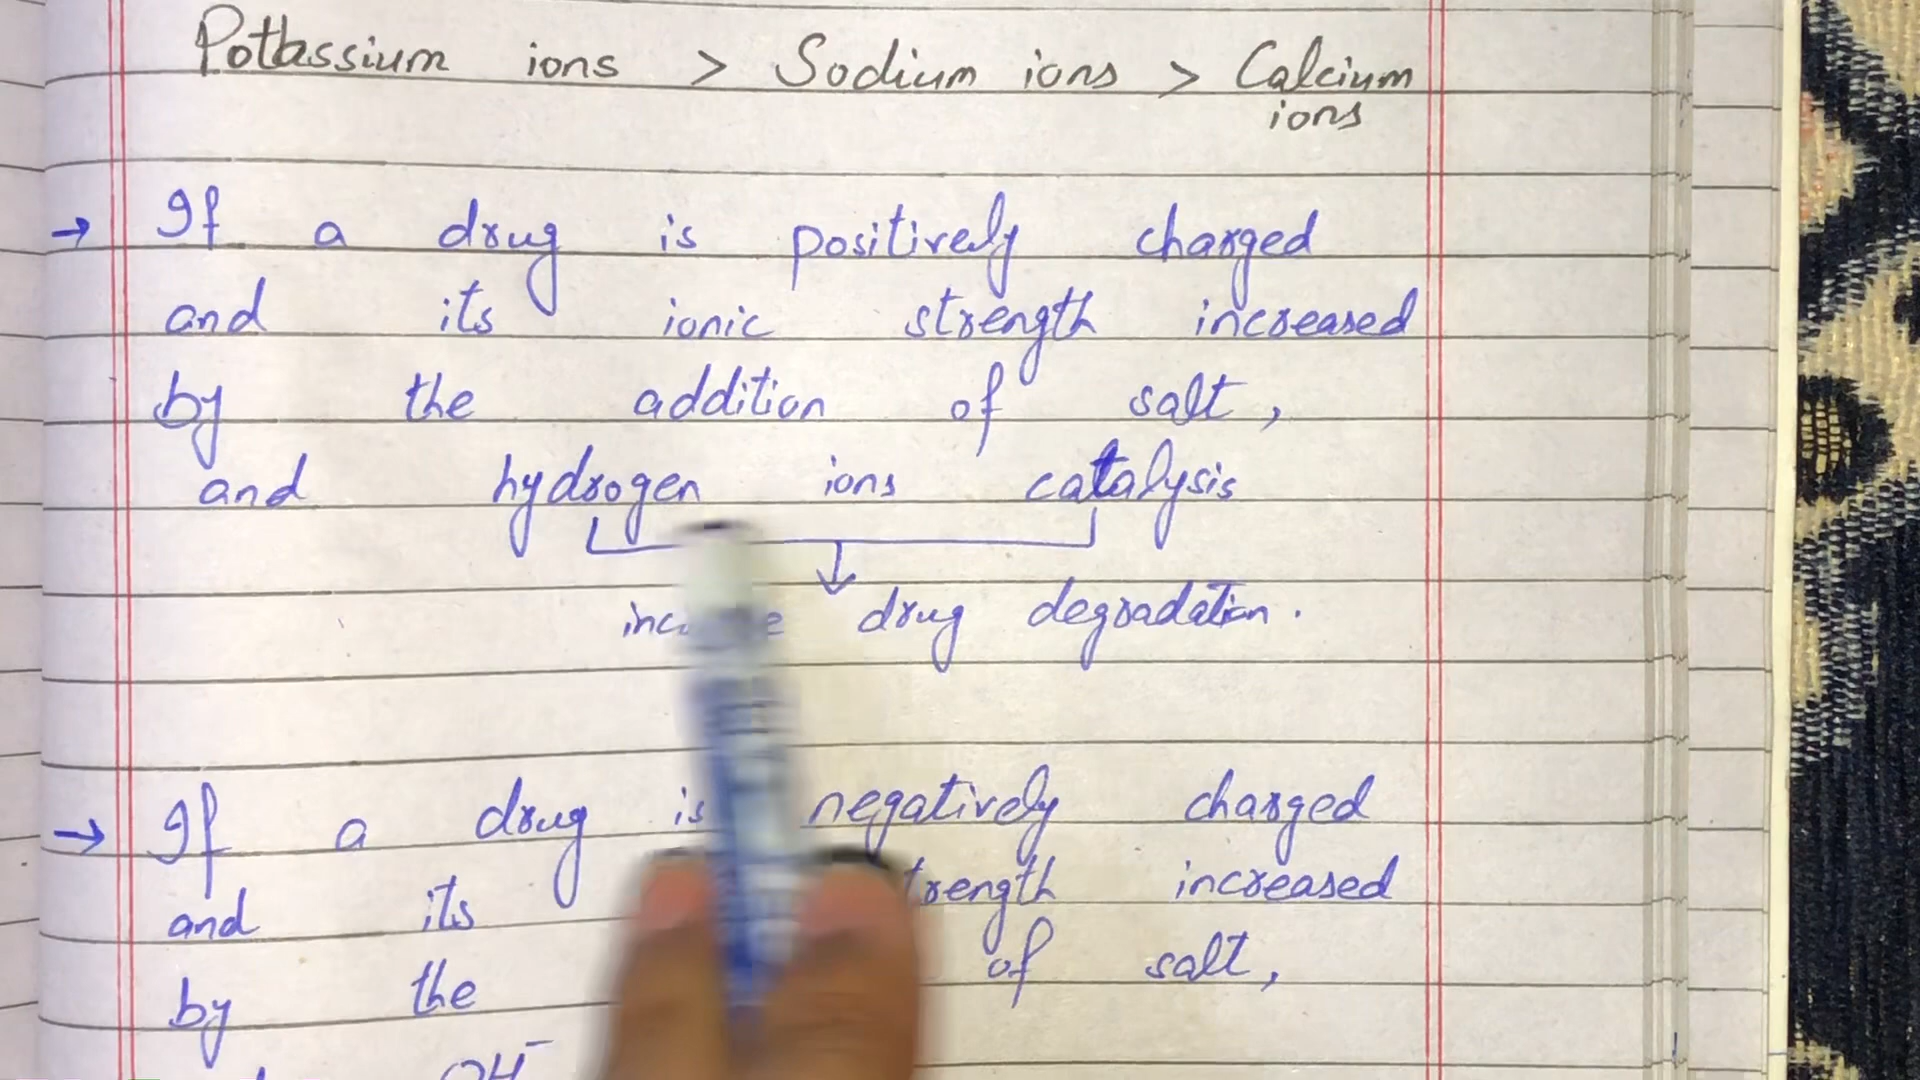 Potassium ions > Sodium ions > Calcium
ions
→ If a drug is positively charged
and its ionic strength increased
by the addition of salt,
and hydrogen ions catalysis
drug degradation.
→ If a drug is negatively charged
and its increased
by the of salt,
OH⁻